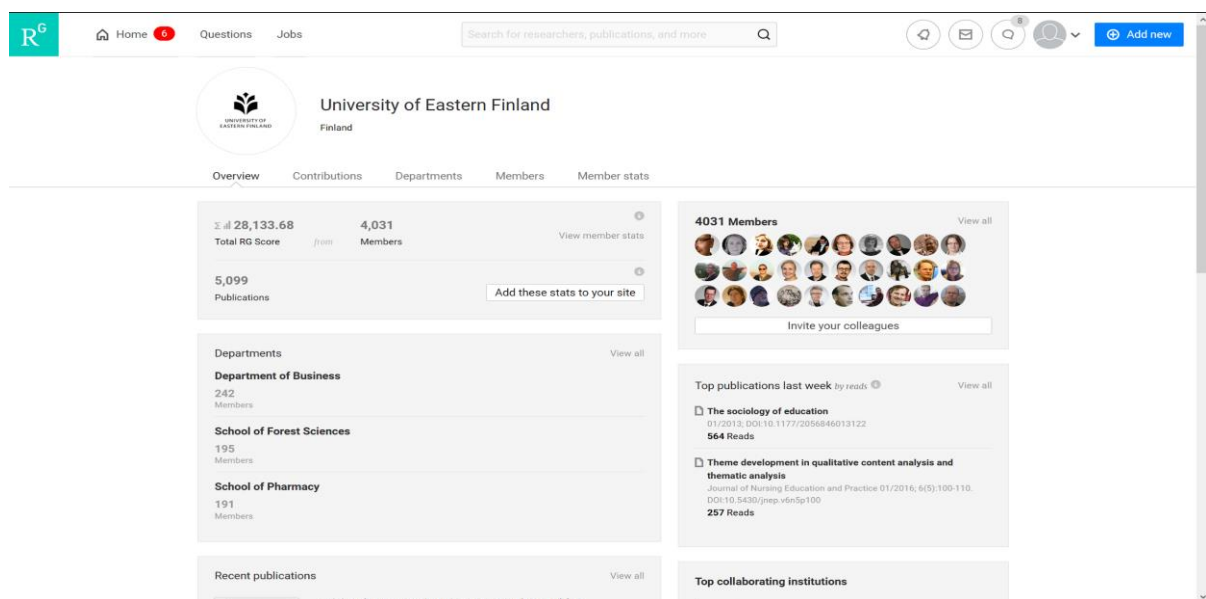 RG
Home 6
Questions
Jobs
Search for researchers, publications, and more
8
Add new
UNIVERSITY OF
EASTERN FINLAND
University of Eastern Finland
Finland
Overview
Contributions
Departments
Members
Member stats
Σ 28,133.68
Total RG Score
from
4,031
Members
View member stats
5,099
Publications
Add these stats to your site
Departments
View all
Department of Business
242
Members
School of Forest Sciences
195
Members
School of Pharmacy
191
Members
Recent publications
View all
4031 Members
View all
Invite your colleagues
Top publications last week by reads
View all
The sociology of education
01/2013; DOI:10.1177/2056846013122
564 Reads
Theme development in qualitative content analysis and
thematic analysis
Journal of Nursing Education and Practice 01/2016; 6(5):100-110.
DOI:10.5430/jnep.v6n5p100
257 Reads
Top collaborating institutions